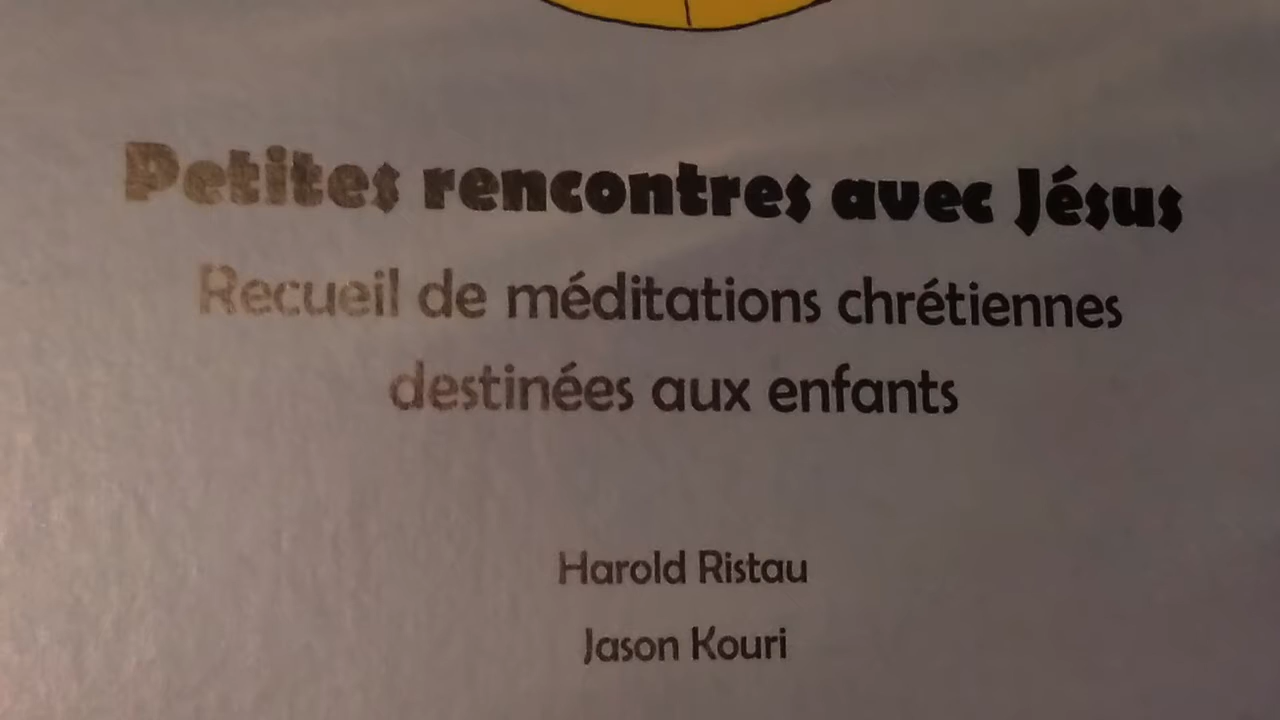 Petites rencontres avec Jésus
Recueil de méditations chrétiennes
destinées aux enfants
Harold Ristau
Jason Kouri